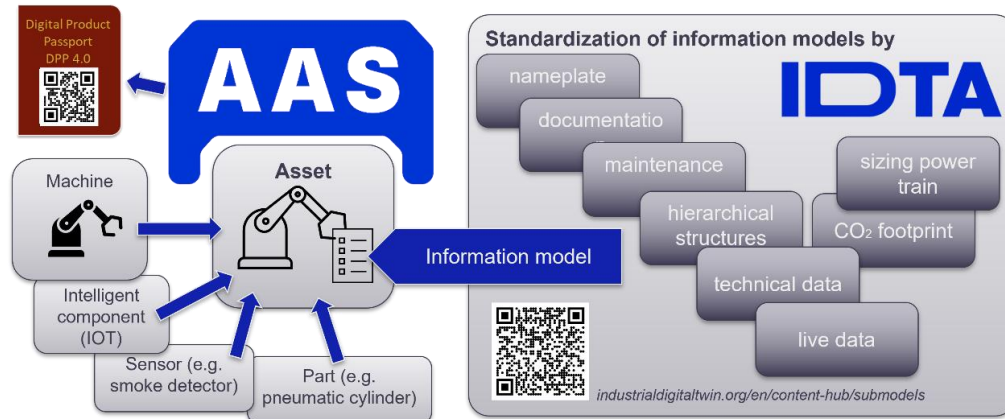 Digital Product
Passport
DPP 4.0
AAS
Asset
Machine
Intelligent
component
(IOT)
Sensor (e.g.
smoke detector)
Part (e.g.
pneumatic cylinder)
Information model
Standardization of information models by
IDTA
nameplate
documentatio
maintenance
hierarchical
structures
technical data
live data
sizing power
train
CO₂ footprint
industrialdigitaltwin.org/en/content-hub/submodels